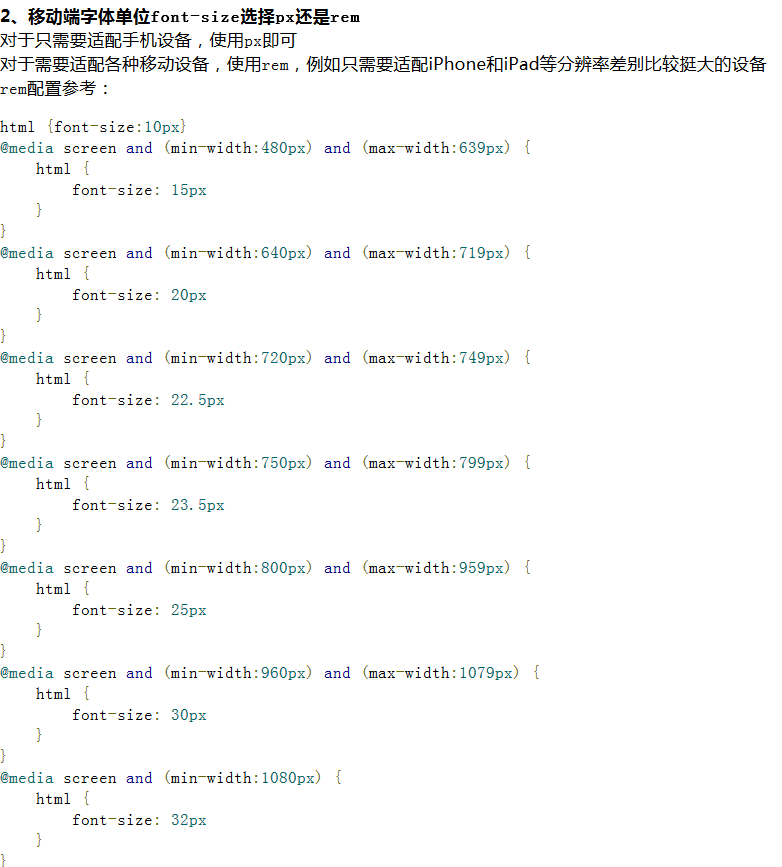 2、移动端字体单位font-size选择px还是rem
对于只需要适配手机设备，使用px即可
对于需要适配各种移动设备，使用rem，例如只需要适配iPhone和iPad等分辨率差别比较挺大的设备
rem配置参考：
html {font-size:10px}
@media screen and (min-width:480px) and (max-width:639px) {
    html {
        font-size: 15px
    }
}
@media screen and (min-width:640px) and (max-width:719px) {
    html {
        font-size: 20px
    }
}
@media screen and (min-width:720px) and (max-width:749px) {
    html {
        font-size: 22.5px
    }
}
@media screen and (min-width:750px) and (max-width:799px) {
    html {
        font-size: 23.5px
    }
}
@media screen and (min-width:800px) and (max-width:959px) {
    html {
        font-size: 25px
    }
}
@media screen and (min-width:960px) and (max-width:1079px) {
    html {
        font-size: 30px
    }
}
@media screen and (min-width:1080px) {
    html {
        font-size: 32px
    }
}